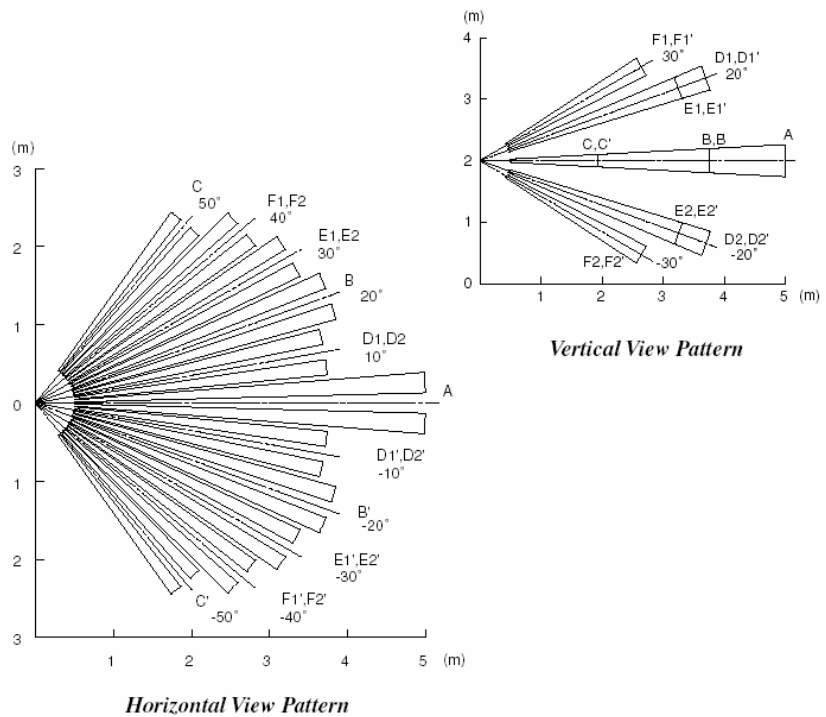 (m)
4
3
2
1
0
F1,F1'
30°
D1,D1'
20°
E1,E1'
C,C'
B,B
A
E2,E2'
D2,D2'
-20°
F2,F2'
-30°
1
2
3
4
5
(m)
Vertical View Pattern
(m)
3
2
1
0
1
2
3
C
50°
F1,F2
40°
E1,E2
30°
B
20°
D1,D2
10°
A
D1',D2'
-10°
B'
-20°
E1',E2'
-30°
F1',F2'
-40°
C'
-50°
1
2
3
4
5
(m)
Horizontal View Pattern